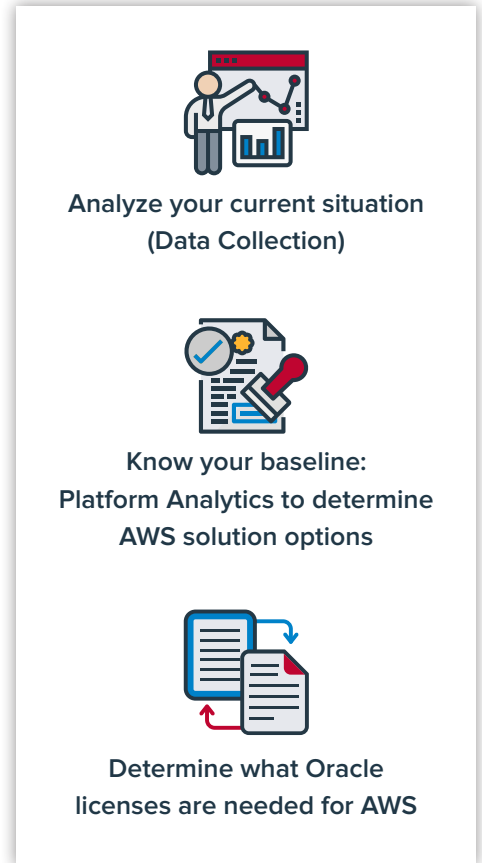 Analyze your current situation
(Data Collection)
Know your baseline:
Platform Analytics to determine
AWS solution options
Determine what Oracle
licenses are needed for AWS